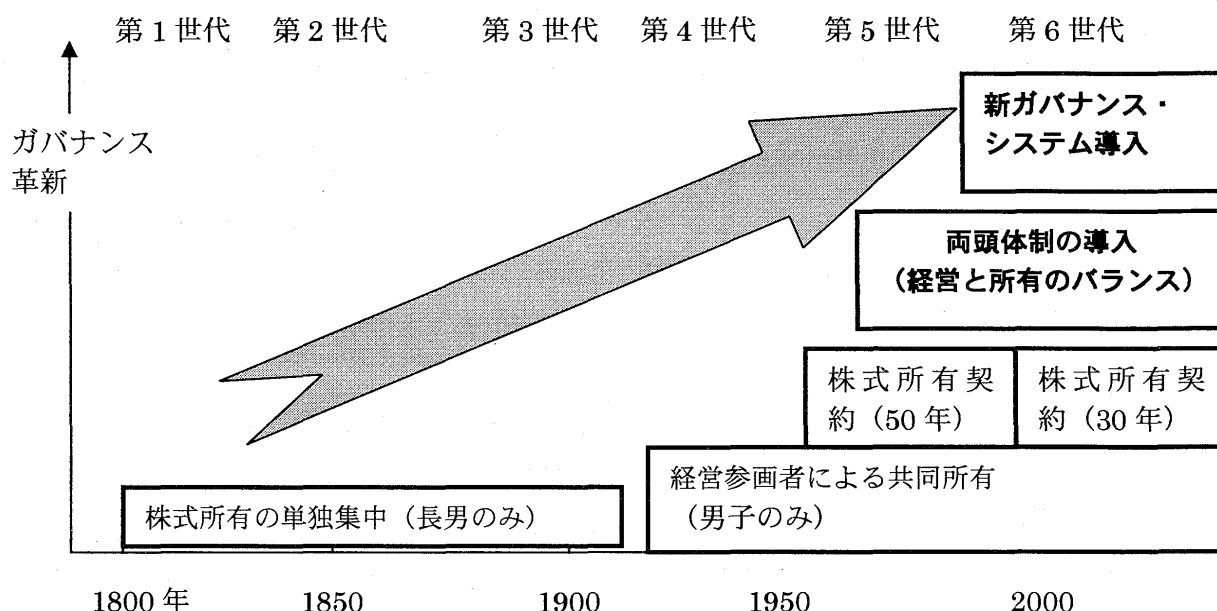 第1世代 第2世代 第3世代 第4世代 第5世代 第6世代
ガバナンス
革新
新ガバナンス・
システム導入
両頭体制の導入
（経営と所有のバランス）
株式所有契
約（50年）
株式所有契
約（30年）
経営参画者による共同所有
（男子のみ）
株式所有の単独集中（長男のみ）
1800年 1850 1900 1950 2000